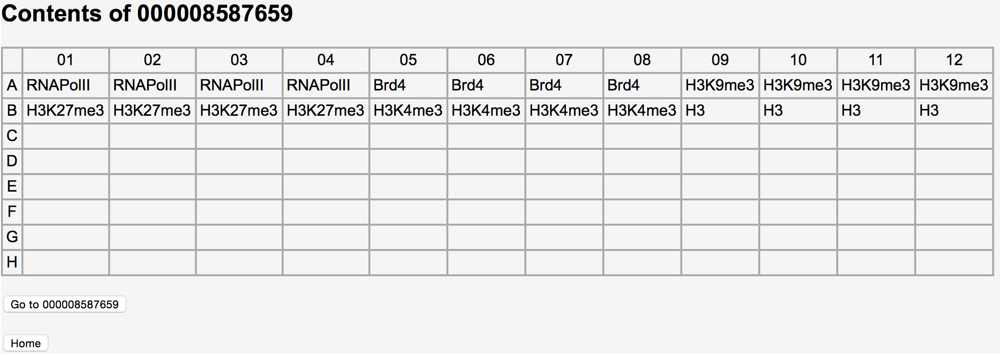 Contents of 000008587659
01 02 03 04 05 06 07 08 09 10 11 12
A RNAPolII RNAPolII RNAPolII RNAPolII Brd4 Brd4 Brd4 Brd4 H3K9me3 H3K9me3 H3K9me3 H3K9me3
B H3K27me3 H3K27me3 H3K27me3 H3K27me3 H3K4me3 H3K4me3 H3K4me3 H3K4me3 H3 H3 H3 H3
C
D
E
F
G
H
Go to 000008587659
Home